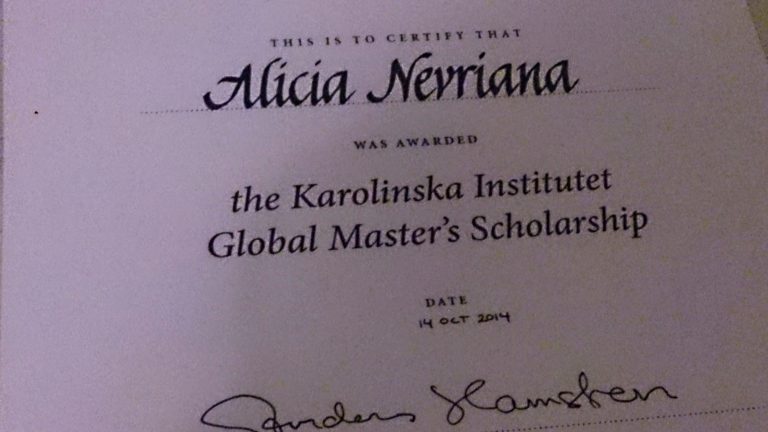 THIS IS TO CERTIFY THAT
Alicia Nevriana
WAS AWARDED
the Karolinska Institutet
Global Master's Scholarship
DATE
14 OCT 2014
Anders Hamsten